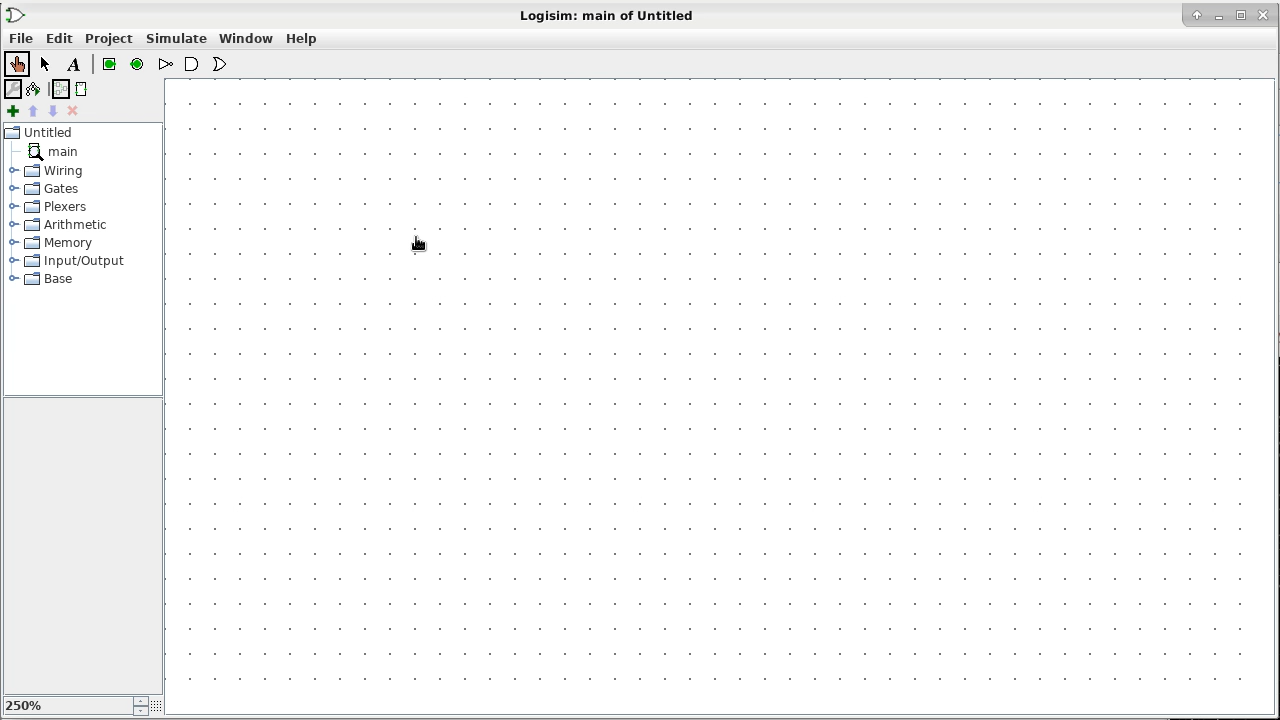 Logisim: main of Untitled
File Edit Project Simulate Window Help
A
Untitled
main
Wiring
Gates
Plexers
Arithmetic
Memory
Input/Output
Base
250%